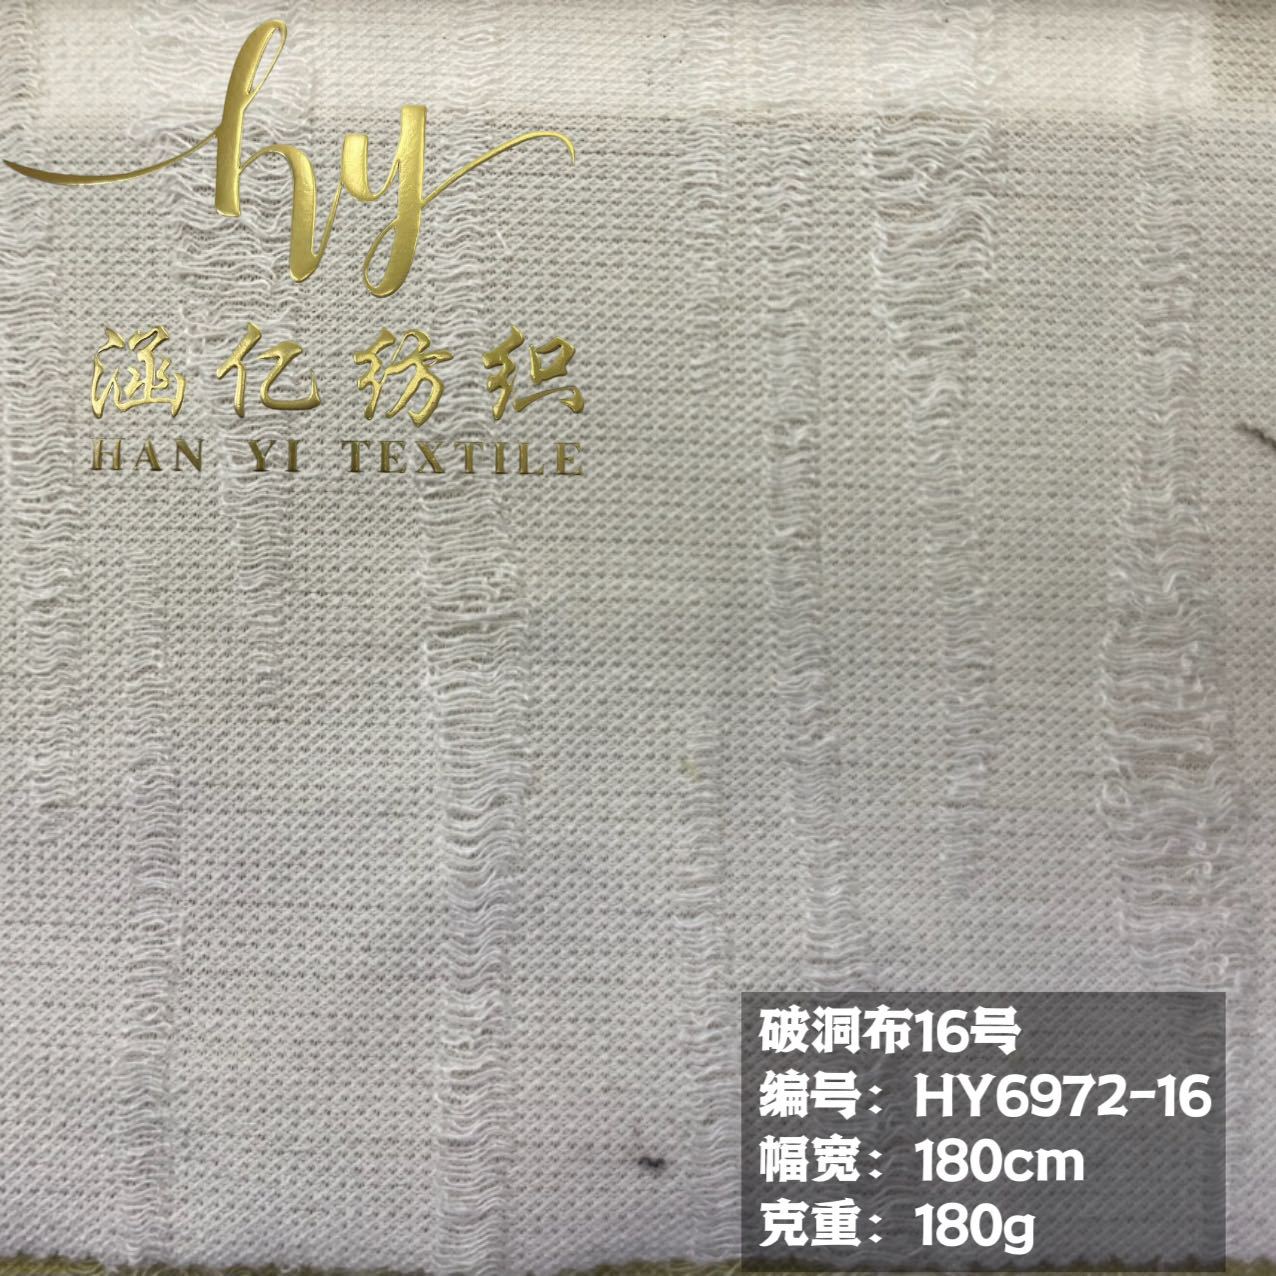 hy
涵亿纺织
HAN YI TEXTILE
破洞布16号
编号：HY6972-16
幅宽：180cm
克重：180g